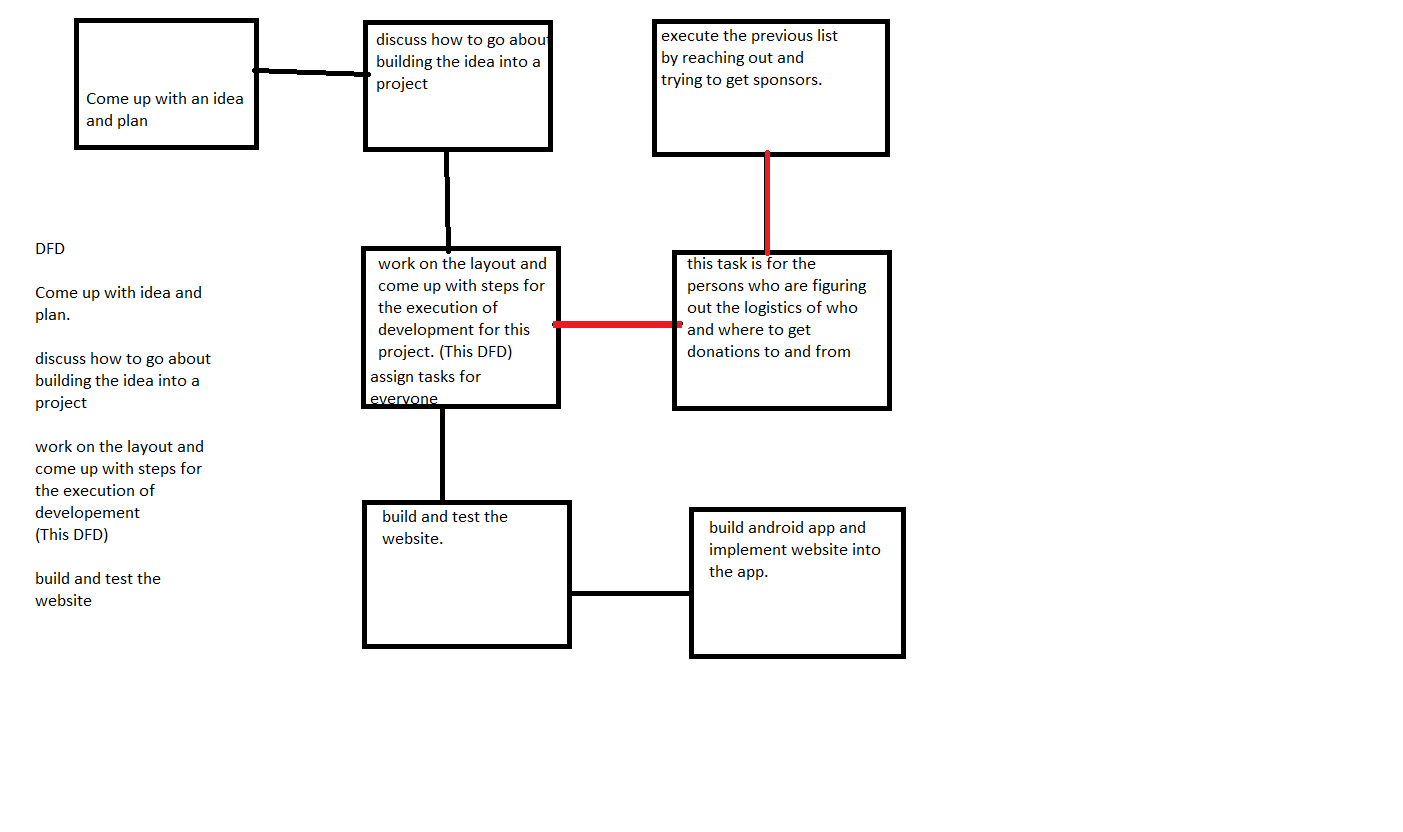 Come up with an idea
and plan
discuss how to go about
building the idea into a
project
execute the previous list
by reaching out and
trying to get sponsors.
DFD
Come up with idea and
plan.
discuss how to go about
building the idea into a
project
work on the layout and
come up with steps for
the execution of
developement
(This DFD)
build and test the
website
work on the layout and
come up with steps for
the execution of
development for this
project. (This DFD)
assign tasks for
everyone
this task is for the
persons who are figuring
out the logistics of who
and where to get
donations to and from
build and test the
website.
build android app and
implement website into
the app.